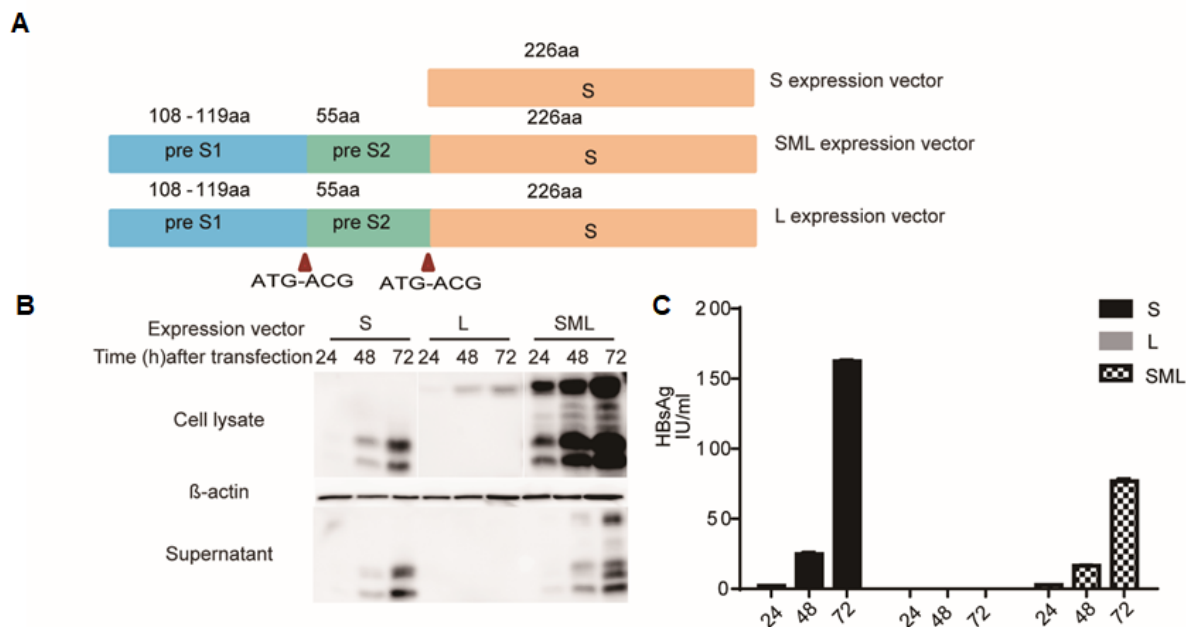 A
226aa
S
S expression vector
108 - 119aa 55aa 226aa
pre S1 pre S2 S
SML expression vector
108 - 119aa 55aa 226aa
pre S1 pre S2 S
L expression vector
ATG-ACG ATG-ACG
B
Expression vector S L SML
Time (h)after transfection 24 48 72 24 48 72 24 48 72
Cell lysate
ß-actin
Supernatant
C
HBsAg
IU/ml
200
150
100
50
0
24 48 72 24 48 72 24 48 72
S
L
SML